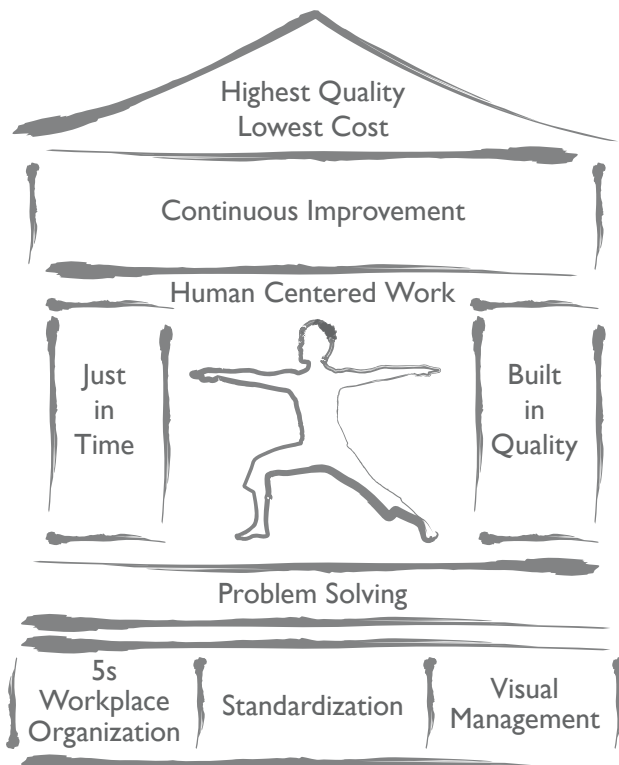 Highest Quality
Lowest Cost
Continuous Improvement
Human Centered Work
Just
in
Time
Built
in
Quality
Problem Solving
5s
Workplace
Organization
Standardization
Visual
Management